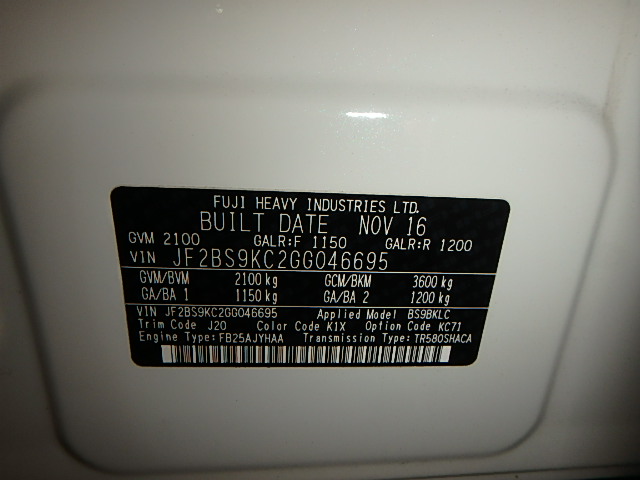 FUJI HEAVY INDUSTRIES LTD.
BUILT DATE NOV 16
GVM 2100 GALR:F 1150 GALR:R 1200
VIN JF2BS9KC2GG046695
GVM/BVM 2100 kg GCM/BKM 3600 kg
GA/BA 1 1150 kg GA/BA 2 1200 kg
VIN JF2BS9KC2GG046695 Applied Model BS9BKLC
Trim Code J20 Color Code K1X Option Code KC71
Engine Type:FB25AJYHAA Transmission Type:TR580SHACA